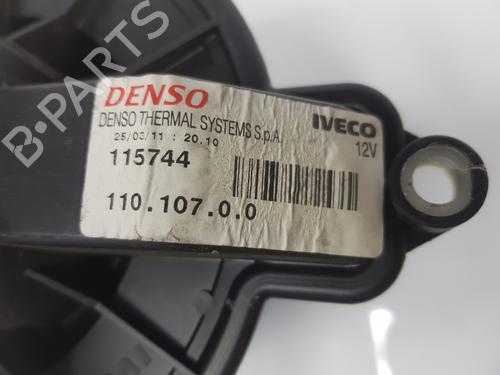 B-PARTS
DENSO
DENSO THERMAL SYSTEMS S.p.A.
IVECO
25/03/11 : 20.10
12V
115744
110.107.0.0